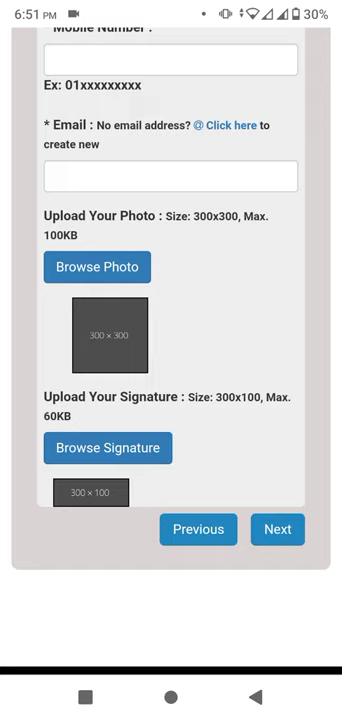 6:51 PM
30%
* Mobile Number :
Ex: 01xxxxxxxxx
* Email : No email address? @ Click here to
create new
Upload Your Photo : Size: 300x300, Max.
100KB
Browse Photo
300 × 300
Upload Your Signature : Size: 300x100, Max.
60KB
Browse Signature
300 × 100
Previous
Next